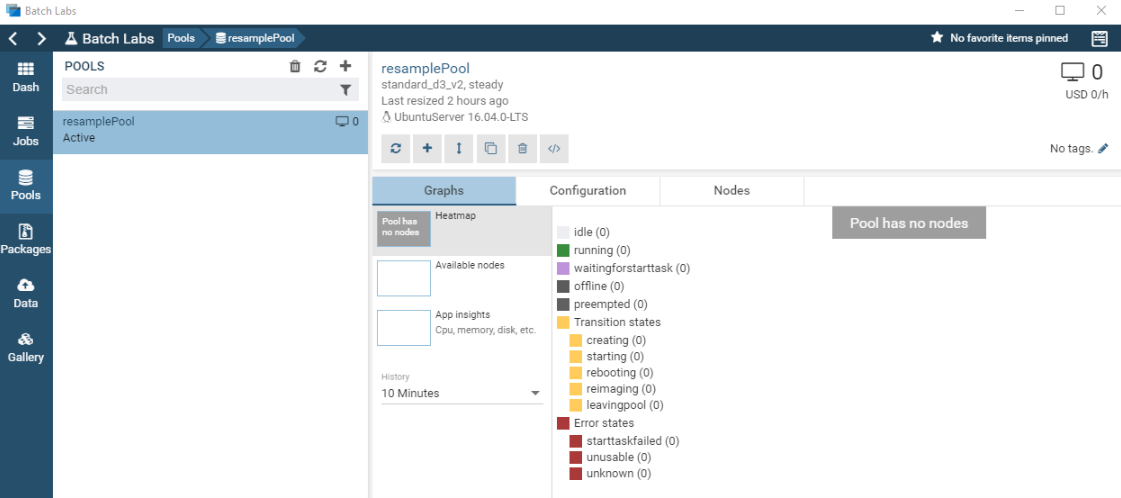 Batch Labs
Batch Labs
Pools
resamplePool
No favorite items pinned
Dash
Jobs
Pools
Packages
Data
Gallery
POOLS
Search
resamplePool
0
Active
resamplePool
standard_d3_v2, steady
Last resized 2 hours ago
UbuntuServer 16.04.0-LTS
0
USD 0/h
No tags.
Graphs
Configuration
Nodes
Pool has
no nodes
Heatmap
Available nodes
App insights
Cpu, memory, disk, etc.
History
10 Minutes
idle (0)
running (0)
waitingforstarttask (0)
offline (0)
preempted (0)
Transition states
creating (0)
starting (0)
rebooting (0)
reimaging (0)
leavingpool (0)
Error states
starttaskfailed (0)
unusable (0)
unknown (0)
Pool has no nodes